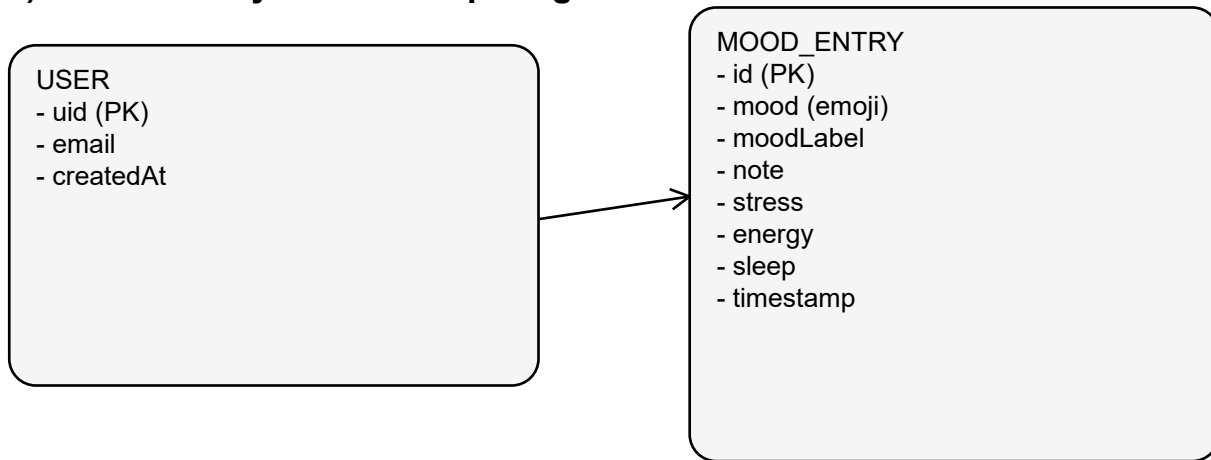 USER
- uid (PK)
- email
- createdAt
MOOD_ENTRY
- id (PK)
- mood (emoji)
- moodLabel
- note
- stress
- energy
- sleep
- timestamp